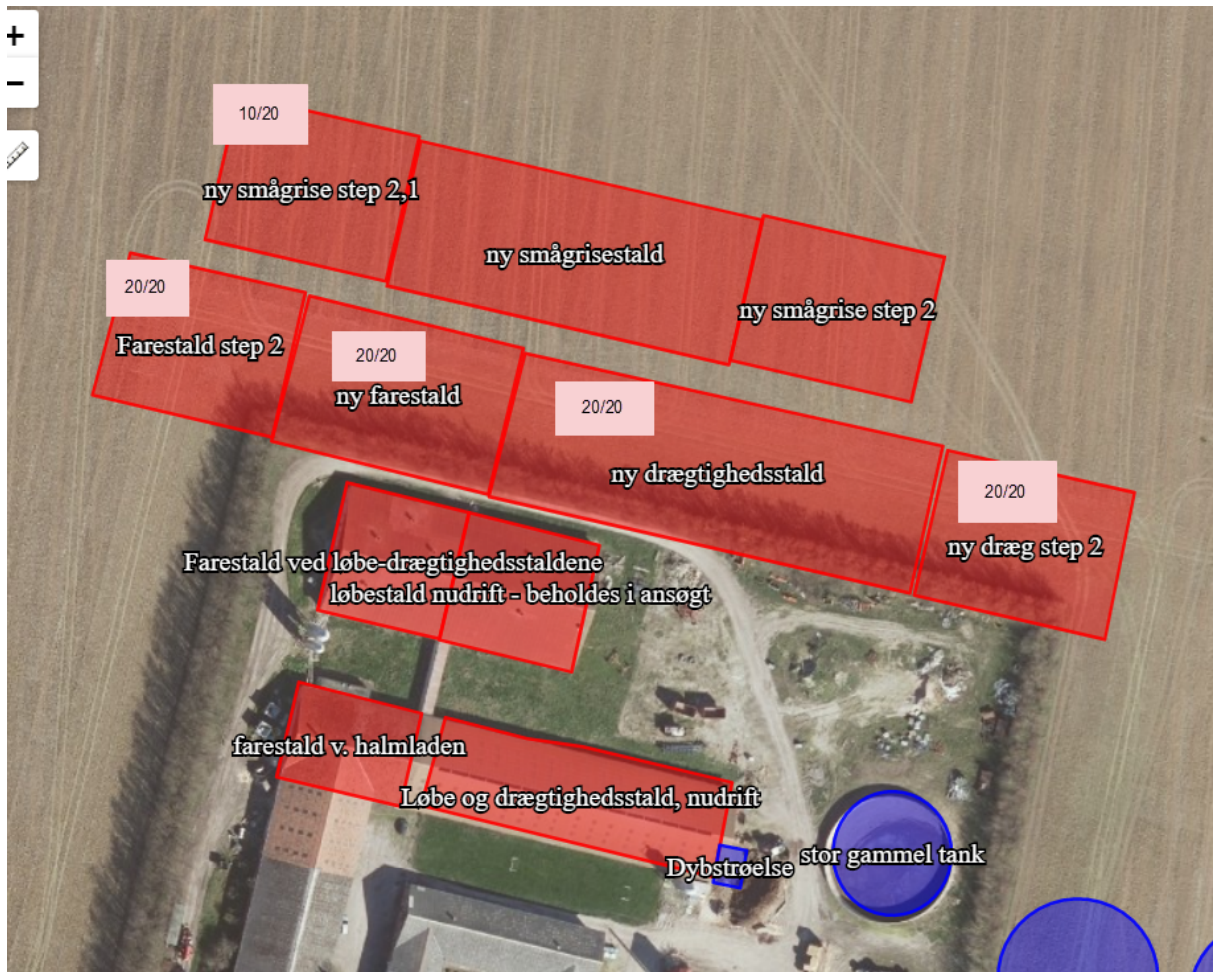 +
−
10/20
ny smågrise step 2,1
ny smågrisestald
ny smågrise step 2
20/20
Farestald step 2
20/20
ny farestald
20/20
ny drægtighedsstald
20/20
ny dræg step 2
Farestald ved løbe-drægtighedsstaldene
løbestald nudrift - beholdes i ansøgt
farestald v. halmladen
Løbe og drægtighedsstald, nudrift
Dybstrøelse
stor gammel tank